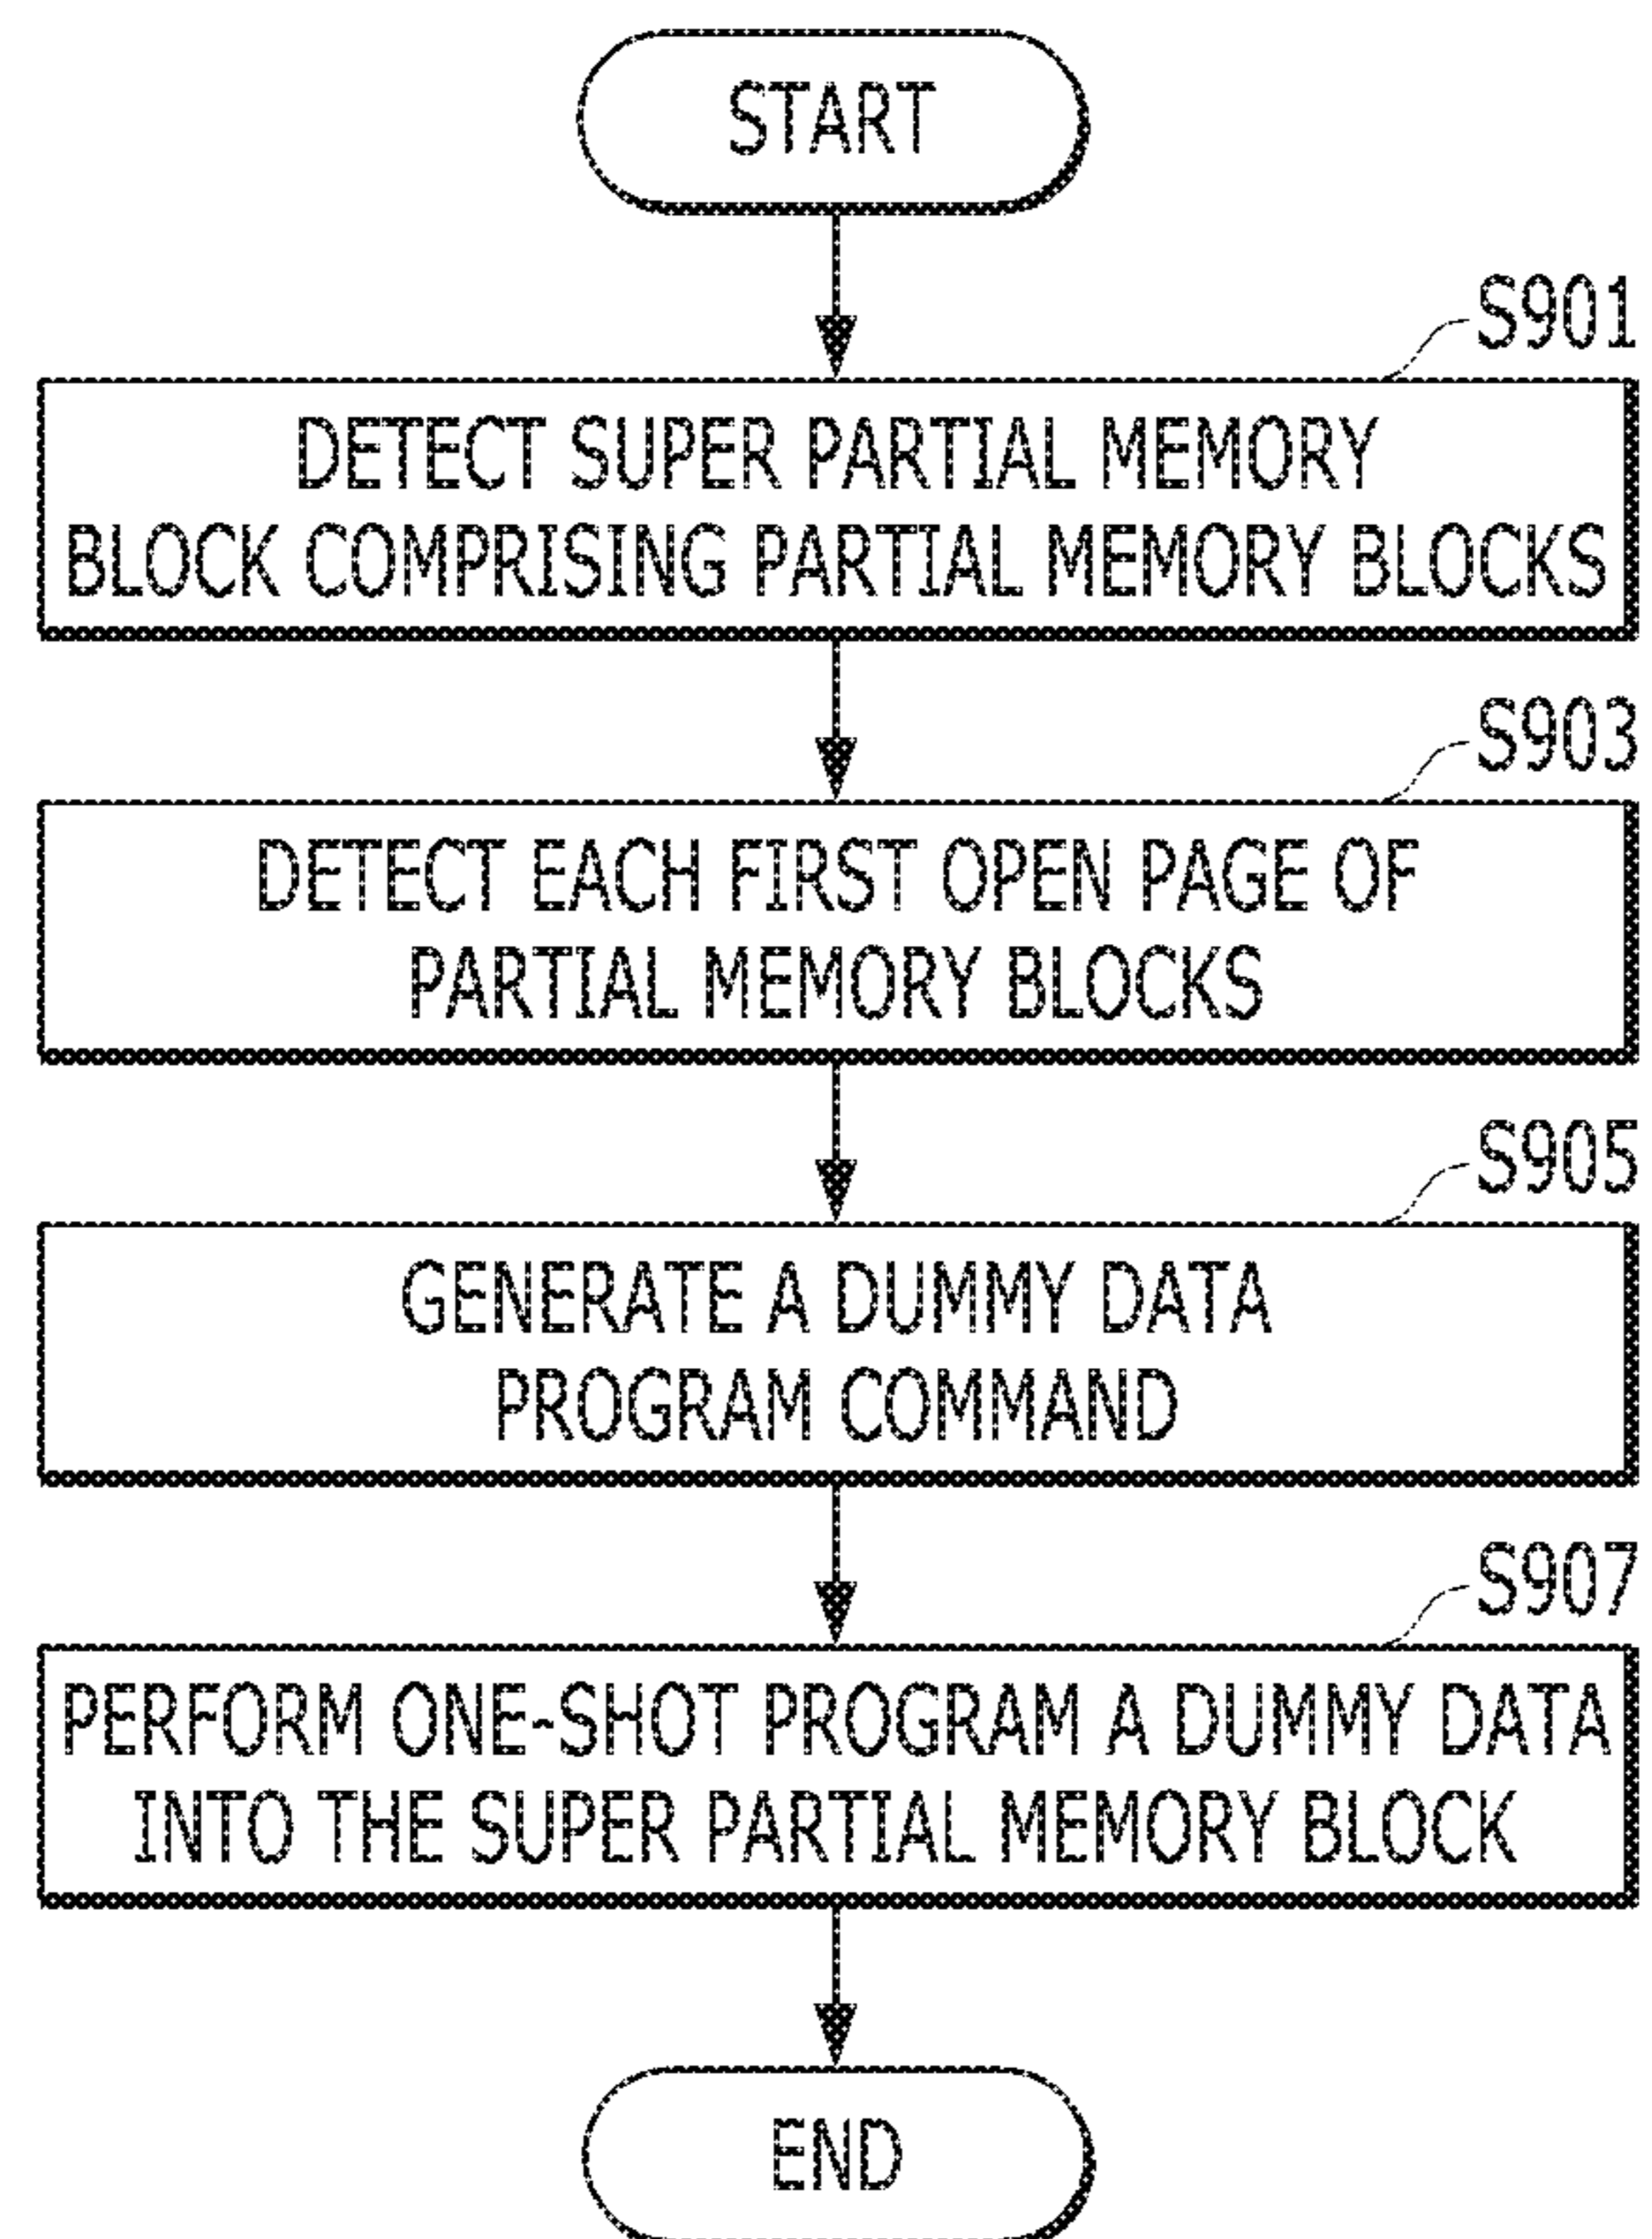 START
S901
DETECT SUPER PARTIAL MEMORY
BLOCK COMPRISING PARTIAL MEMORY BLOCKS
S903
DETECT EACH FIRST OPEN PAGE OF
PARTIAL MEMORY BLOCKS
S905
GENERATE A DUMMY DATA
PROGRAM COMMAND
S907
PERFORM ONE-SHOT PROGRAM A DUMMY DATA
INTO THE SUPER PARTIAL MEMORY BLOCK
END